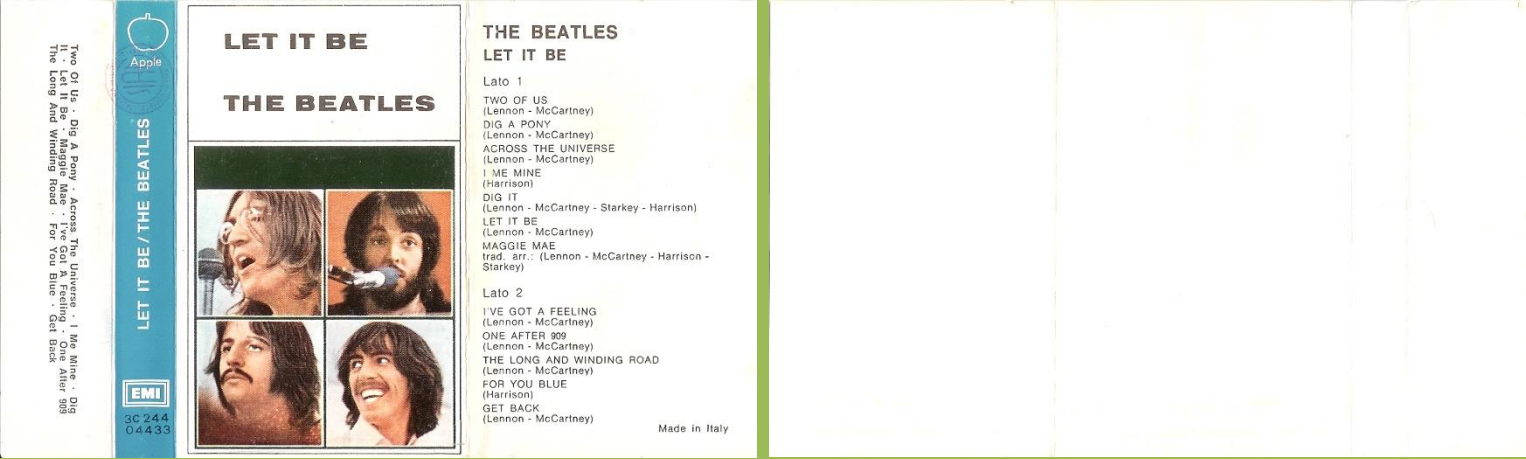 Two Of Us · Dig A Pony · Across The Universe · I Me Mine · Dig
It · Let It Be · Maggie Mae · I've Got A Feeling · One After 909
The Long And Winding Road · For You Blue · Get Back
Apple
LET IT BE / THE BEATLES
EMI
3C 244
04433
LET IT BE
THE BEATLES
THE BEATLES
LET IT BE
Lato 1
TWO OF US
(Lennon - McCartney)
DIG A PONY
(Lennon - McCartney)
ACROSS THE UNIVERSE
(Lennon - McCartney)
I ME MINE
(Harrison)
DIG IT
(Lennon - McCartney - Starkey - Harrison)
LET IT BE
(Lennon - McCartney)
MAGGIE MAE
trad. arr.: (Lennon - McCartney - Harrison -
Starkey)
Lato 2
I'VE GOT A FEELING
(Lennon - McCartney)
ONE AFTER 909
(Lennon - McCartney)
THE LONG AND WINDING ROAD
(Lennon - McCartney)
FOR YOU BLUE
(Harrison)
GET BACK
(Lennon - McCartney)
Made in Italy